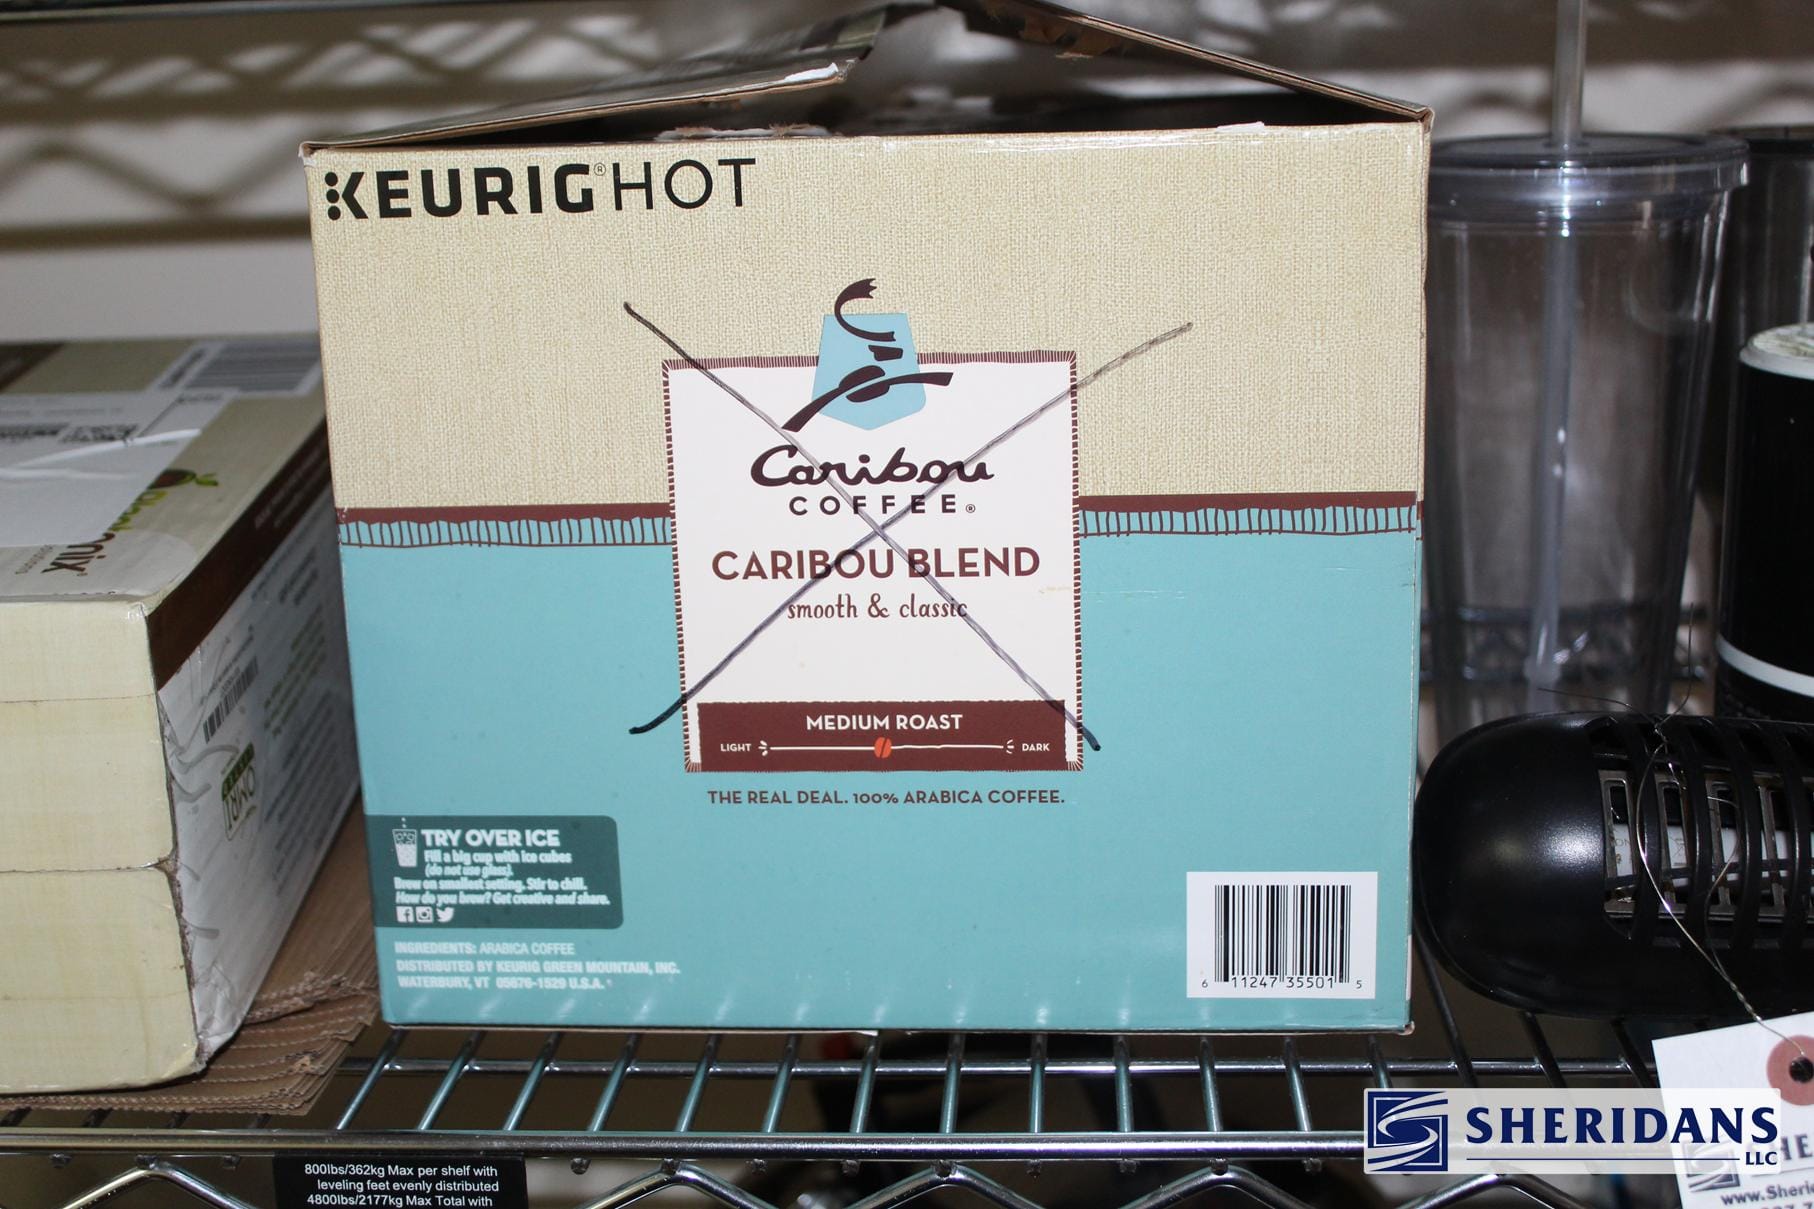 KEURIG® HOT
Caribou
COFFEE®
CARIBOU BLEND
smooth & classic
MEDIUM ROAST
LIGHT
DARK
THE REAL DEAL. 100% ARABICA COFFEE.
TRY OVER ICE
Fill a big cup with ice cubes
(do not use glass).
Brew on smallest setting. Stir to chill.
How do you brew? Get creative and share.
INGREDIENTS: ARABICA COFFEE
DISTRIBUTED BY KEURIG GREEN MOUNTAIN, INC.
WATERBURY, VT 05676-1529 U.S.A.
6 11247 35501 5
OMRI
800lbs/362kg Max per shelf with
leveling feet evenly distributed
4800lbs/2177kg Max Total with
SHERIDANS
LLC